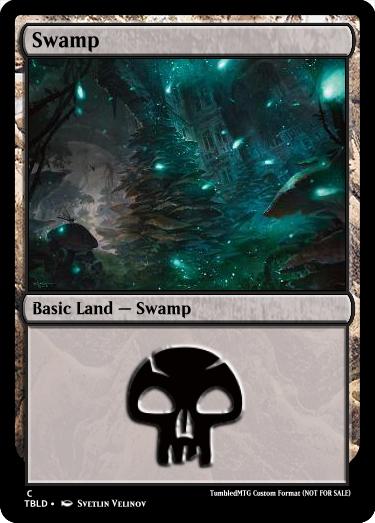 Swamp
Basic Land — Swamp
C
TumbledMTG Custom Format (NOT FOR SALE)
TBLD • Svetlin Velinov